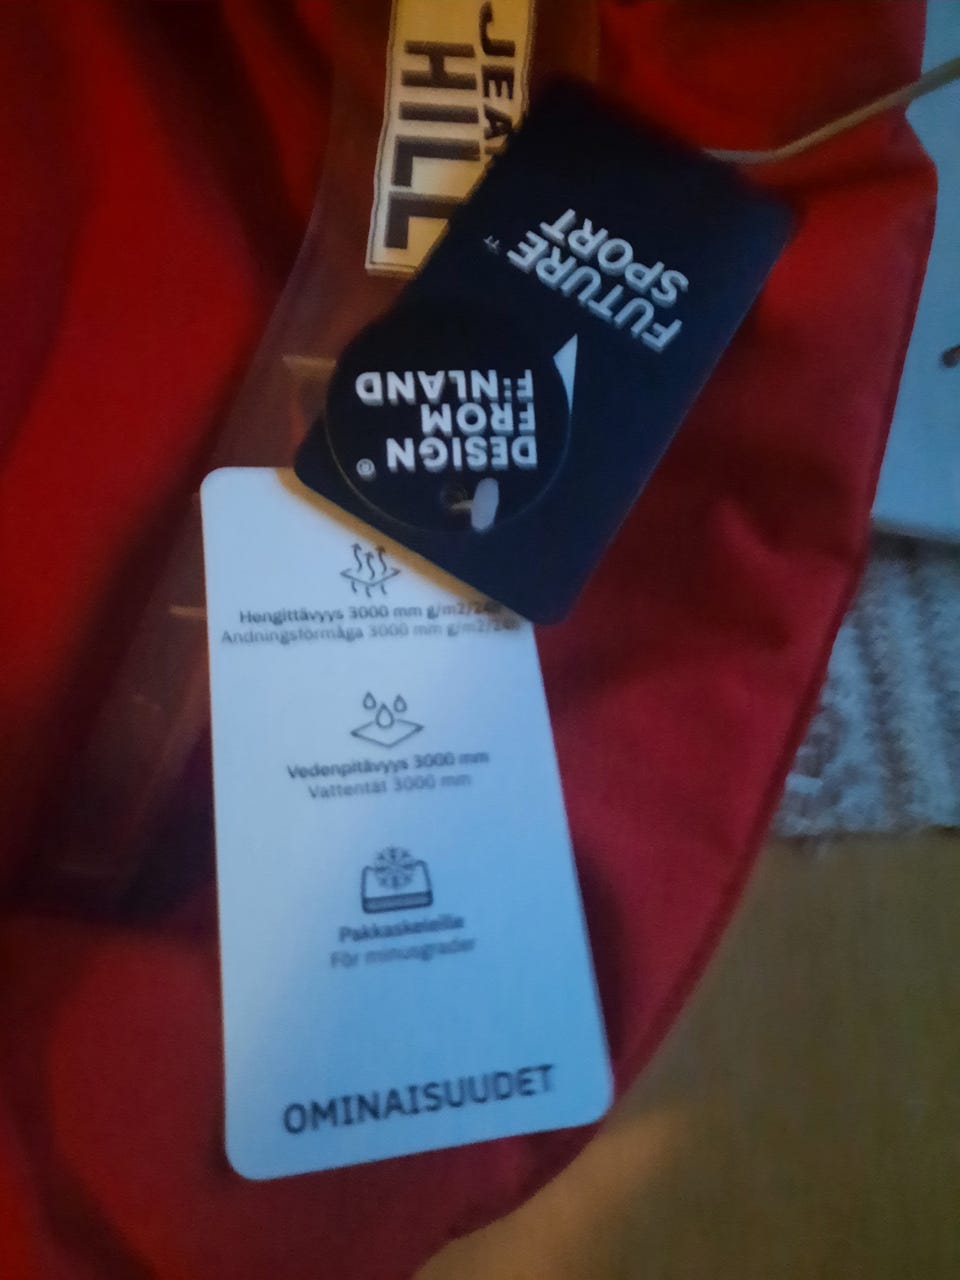 HILL
FUTURE
SPORT
DESIGN
FROM
FINLAND
®
Hengittävyys 3000 mm g/m2/24h
Andningsförmåga 3000 mm g/m2/24h
Vedenpitävyys 3000 mm
Vattentät 3000 mm
Pakkaskeleille
För minusgrader
OMINAISUUDET